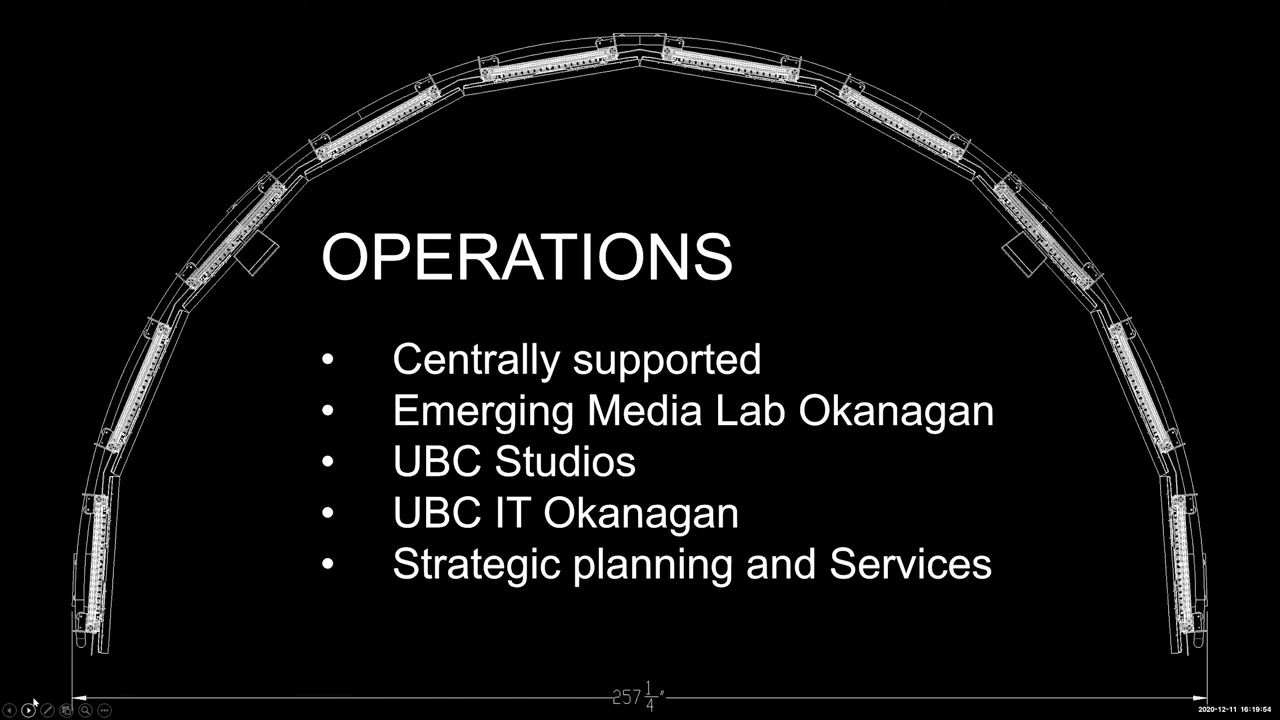 OPERATIONS
• Centrally supported
• Emerging Media Lab Okanagan
• UBC Studios
• UBC IT Okanagan
• Strategic planning and Services
257 1/4"
2020-12-11 16:19:54